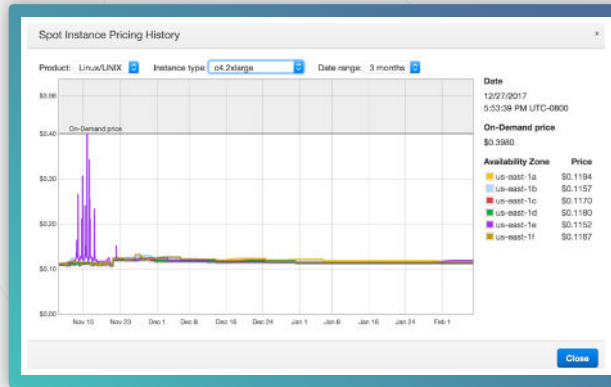 Spot Instance Pricing History
x
Product: Linux/UNIX Instance type: c4.2xlarge Date range: 3 months
$3.66
On-Demand price
$0.40
$0.30
$0.20
$0.10
$0.00
Nov 15 Nov 23 Dec 1 Dec 8 Dec 16 Dec 24 Jan 1 Jan 8 Jan 16 Jan 24 Feb 1
Date
12/27/2017
5:53:39 PM UTC-0800
On-Demand price
$0.3980
Availability Zone Price
us-east-1a $0.1194
us-east-1b $0.1157
us-east-1c $0.1170
us-east-1d $0.1180
us-east-1e $0.1152
us-east-1f $0.1187
Close